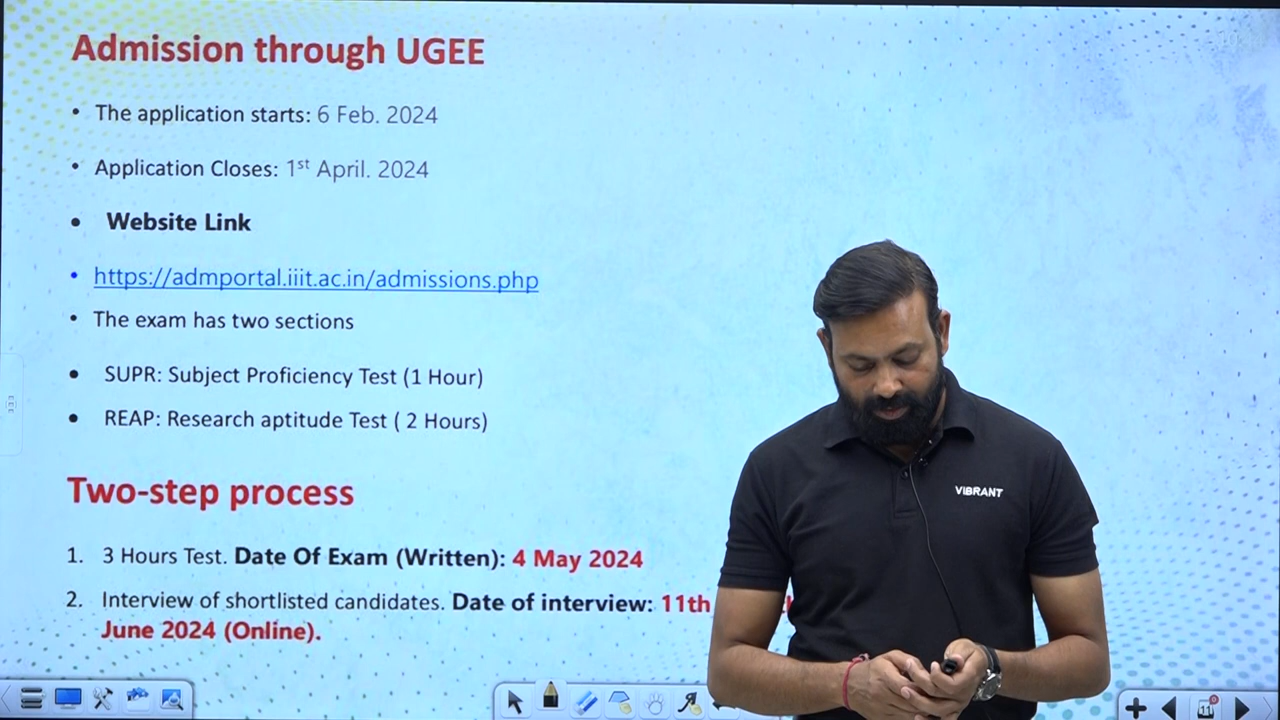 Admission through UGEE
• The application starts: 6 Feb. 2024
• Application Closes: 1st April. 2024
• Website Link
• https://admportal.iiit.ac.in/admissions.php
• The exam has two sections
• SUPR: Subject Proficiency Test (1 Hour)
• REAP: Research aptitude Test ( 2 Hours)
Two-step process
1. 3 Hours Test. Date Of Exam (Written): 4 May 2024
2. Interview of shortlisted candidates. Date of interview: 11th
June 2024 (Online).
VIBRANT